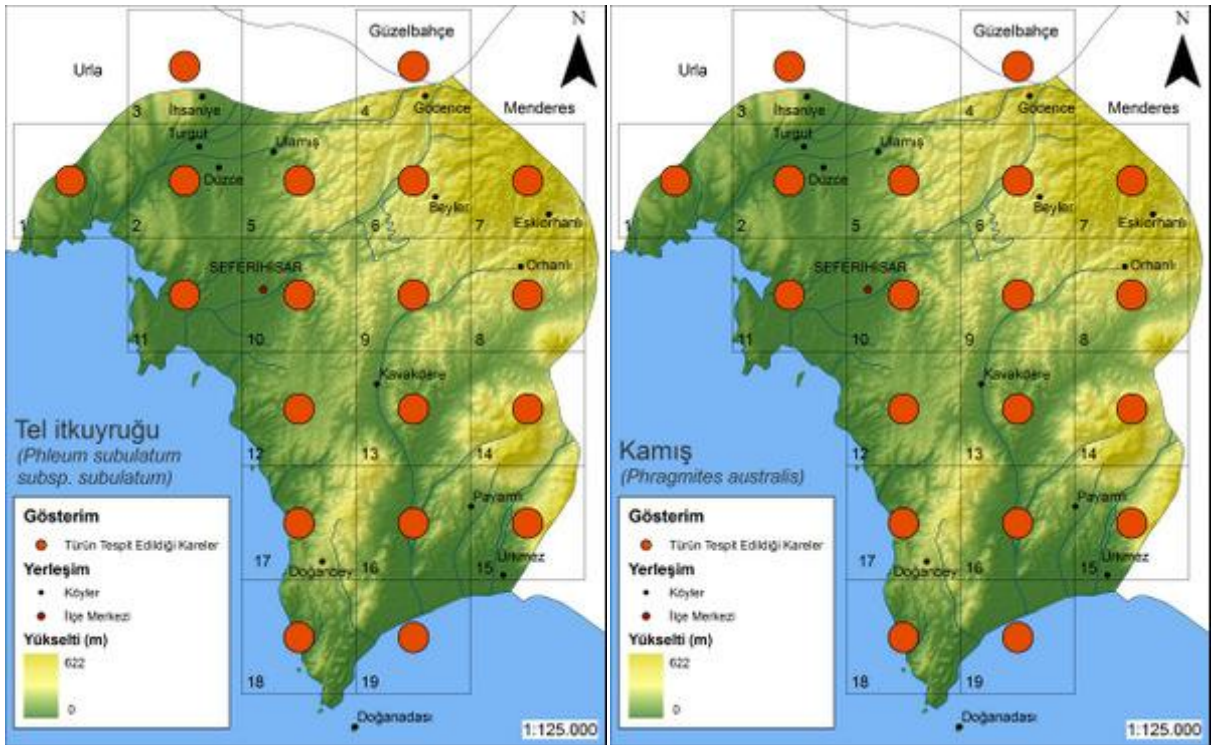 Güzelbahçe
N
Urla
3
İhsaniye
4
Gödence
Menderes
Turgut
Ulamış
Düzce
Beyler
Eskiorhanlı
1
2
5
6
7
SEFERİHİSAR
Orhanlı
11
10
9
8
Kavakdere
Tel itkuyruğu
(Phleum subulatum
subsp. subulatum)
12
13
14
Payamlı
Gösterim
Türün Tespit Edildiği Kareler
Yerleşim
Köyler
İlçe Merkezi
Yükselti (m)
622
0
17
Doğanbey
16
15
Ürkmez
18
19
Doğanadası
1:125.000
Güzelbahçe
N
Urla
3
İhsaniye
4
Gödence
Menderes
Turgut
Ulamış
Düzce
Beyler
Eskiorhanlı
1
2
5
6
7
SEFERİHİSAR
Orhanlı
11
10
9
8
Kavakdere
Kamış
(Phragmites australis)
12
13
14
Payamlı
Gösterim
Türün Tespit Edildiği Kareler
Yerleşim
Köyler
İlçe Merkezi
Yükselti (m)
622
0
17
Doğanbey
16
15
Ürkmez
18
19
Doğanadası
1:125.000